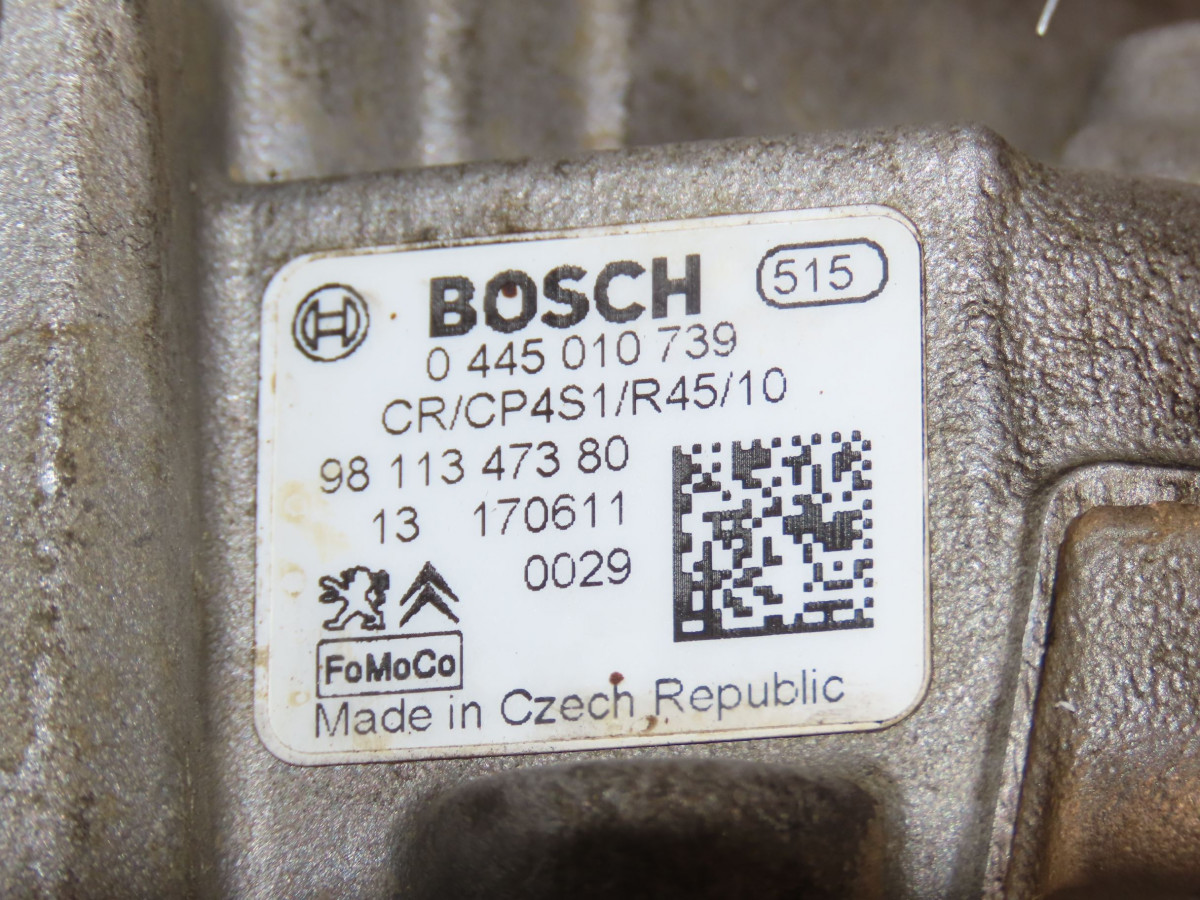 BOSCH 515
0 445 010 739
CR/CP4S1/R45/10
98 113 473 80
13 170611
0029
FoMoCo
Made in Czech Republic